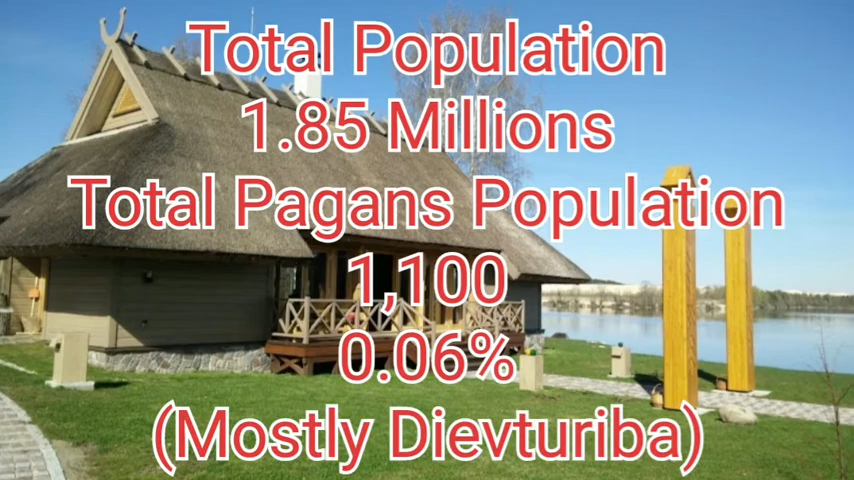 Total Population
1.85 Millions
Total Pagans Population
1,100
0.06%
(Mostly Dievturiba)